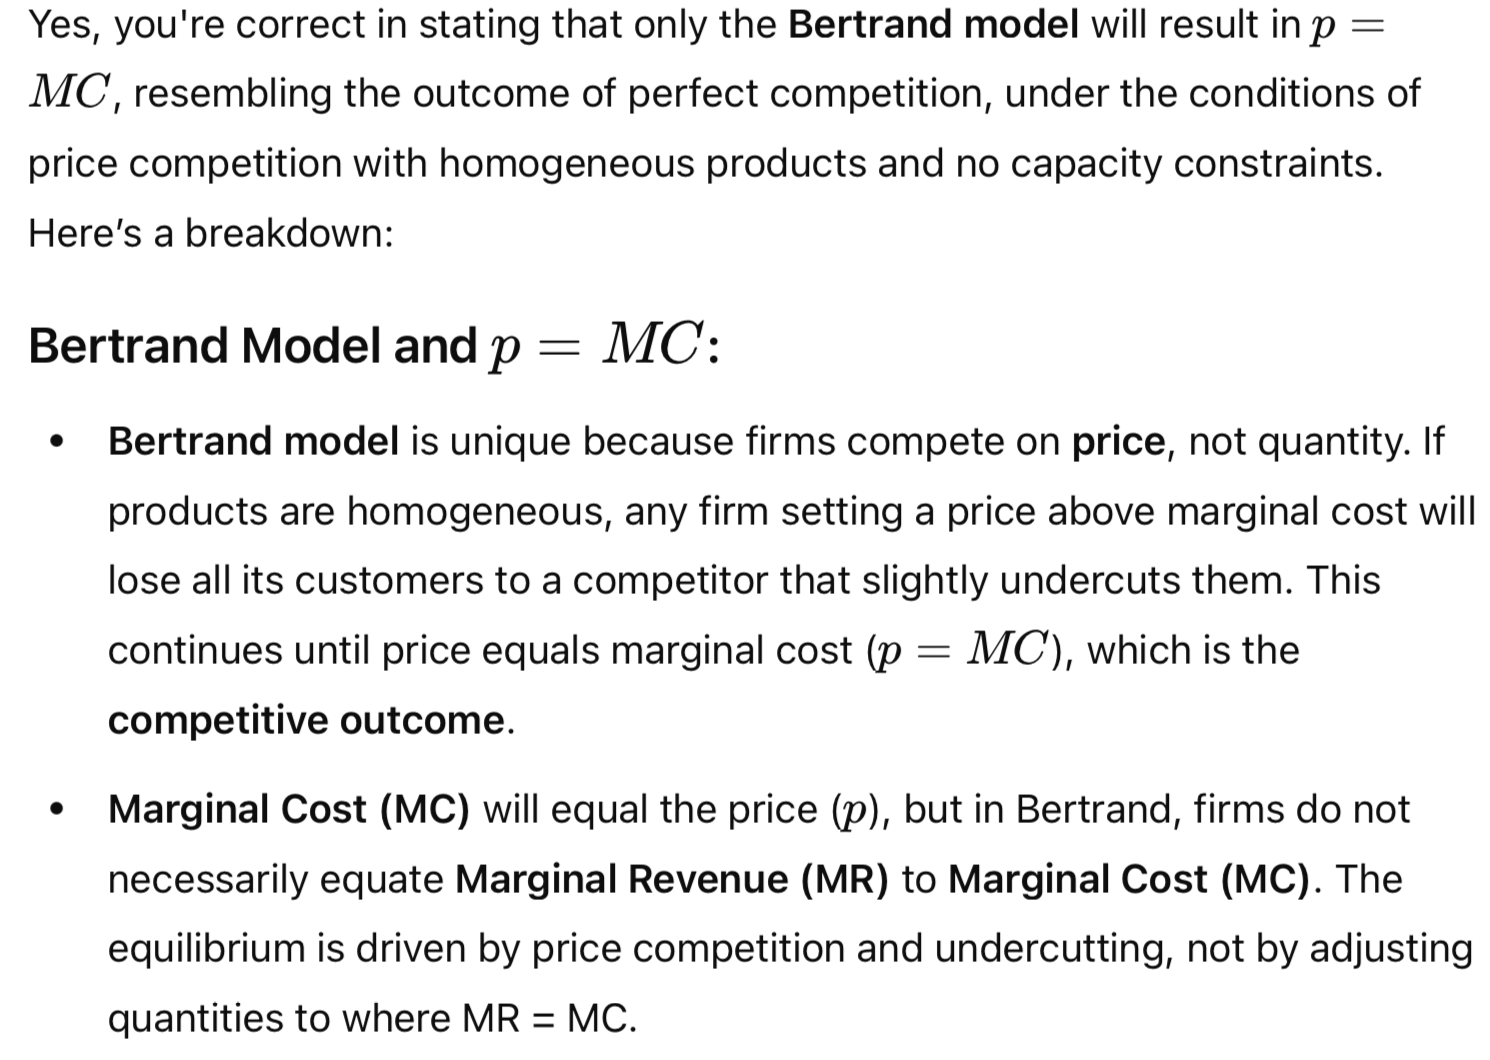 Yes, you're correct in stating that only the Bertrand model will result in p =
MC, resembling the outcome of perfect competition, under the conditions of
price competition with homogeneous products and no capacity constraints.
Here’s a breakdown:
Bertrand Model and p = MC:
• Bertrand model is unique because firms compete on price, not quantity. If
products are homogeneous, any firm setting a price above marginal cost will
lose all its customers to a competitor that slightly undercuts them. This
continues until price equals marginal cost (p = MC), which is the
competitive outcome.
• Marginal Cost (MC) will equal the price (p), but in Bertrand, firms do not
necessarily equate Marginal Revenue (MR) to Marginal Cost (MC). The
equilibrium is driven by price competition and undercutting, not by adjusting
quantities to where MR = MC.